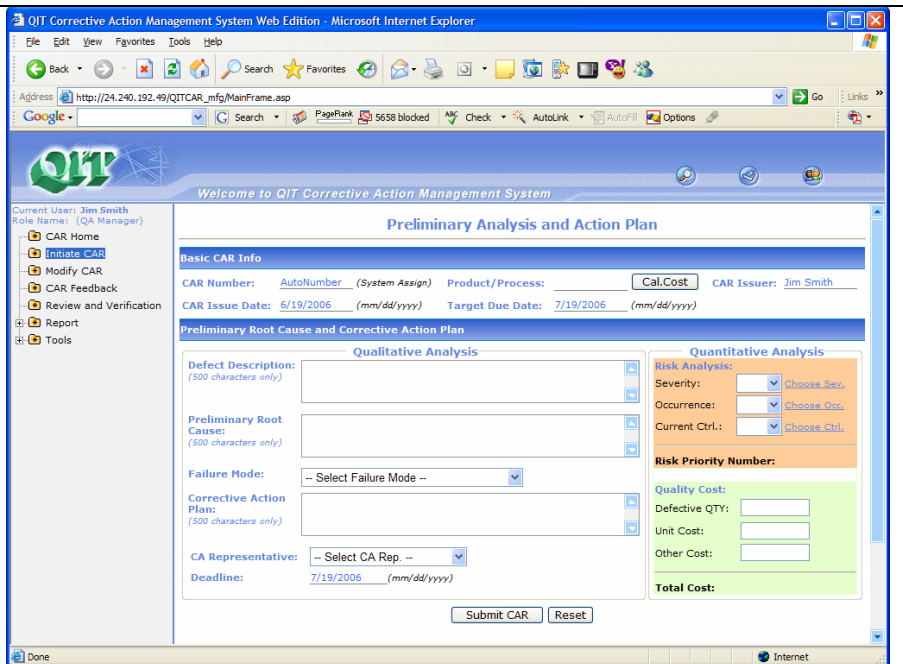 QIT Corrective Action Management System Web Edition - Microsoft Internet Explorer
File Edit View Favorites Tools Help
Back Search Favorites
Address http://24.240.192.49/QITCAR_mfg/MainFrame.asp Go Links »
Google - G Search PageRank 5658 blocked ABC Check AutoLink AutoFill Options
QIT
Welcome to QIT Corrective Action Management System
Current User: Jim Smith
Role Name: (QA Manager)
CAR Home
Initiate CAR
Modify CAR
CAR Feedback
Review and Verification
Report
Tools
Preliminary Analysis and Action Plan
Basic CAR Info
CAR Number: AutoNumber (System Assign) Product/Process: Cal.Cost CAR Issuer: Jim Smith
CAR Issue Date: 6/19/2006 (mm/dd/yyyy) Target Due Date: 7/19/2006 (mm/dd/yyyy)
Preliminary Root Cause and Corrective Action Plan
Qualitative Analysis
Defect Description:
(500 characters only)
Preliminary Root
Cause:
(500 characters only)
Failure Mode: -- Select Failure Mode --
Corrective Action
Plan:
(500 characters only)
CA Representative: -- Select CA Rep. --
Deadline: 7/19/2006 (mm/dd/yyyy)
Quantitative Analysis
Risk Analysis:
Severity: Choose Sev.
Occurrence: Choose Occ.
Current Ctrl.: Choose Ctrl.
Risk Priority Number:
Quality Cost:
Defective QTY:
Unit Cost:
Other Cost:
Total Cost:
Submit CAR Reset
Done Internet